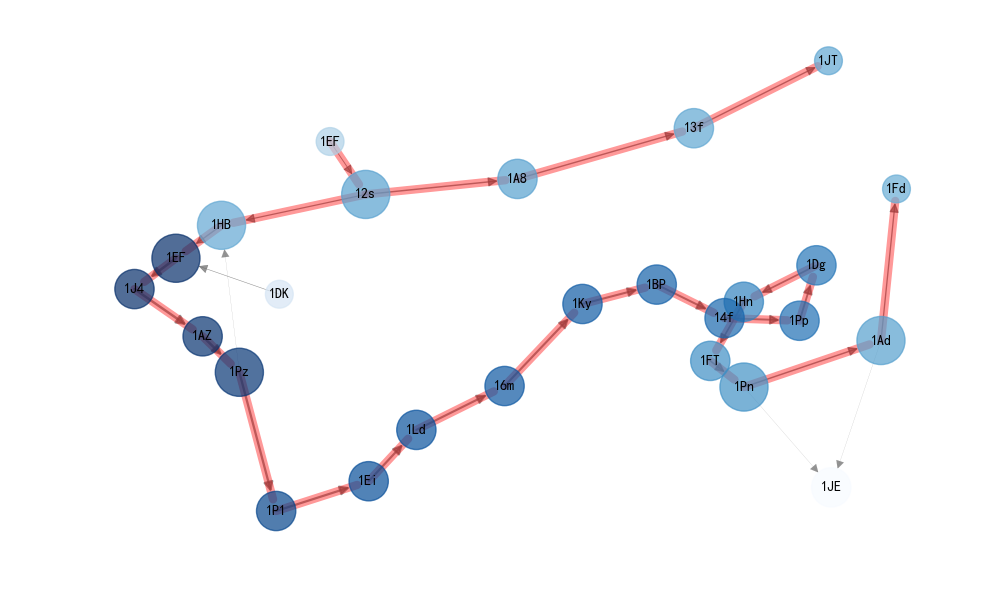 1JT
13f
1EF
1A8
12s
1Fd
1HB
1EF
1Dg
1BP
1J4
1DK
1Hn
1Ky
14f
1Pp
1AZ
1Ad
1FT
1Pz
1Pn
16m
1Ld
1Ei
1JE
1P1